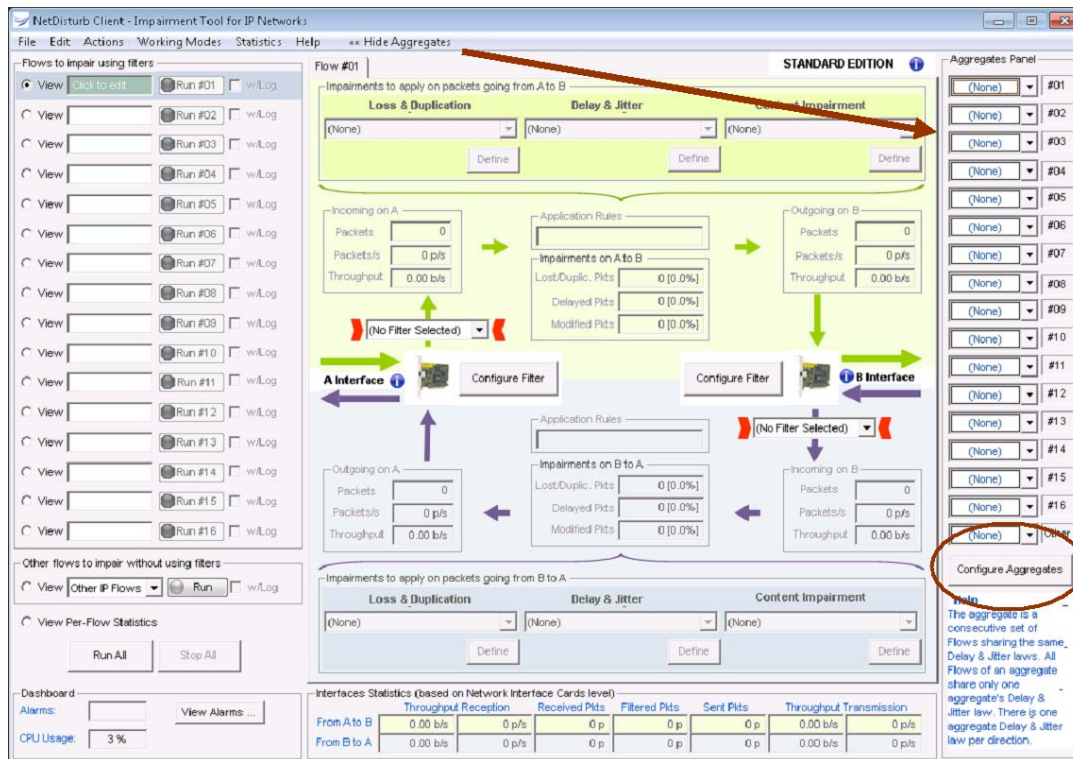 NetDisturb Client - Impairment Tool for IP Networks
File Edit Actions Working Modes Statistics Help «« Hide Aggregates
Flows to impair using filters
View Click to edit Run #01 w/Log
View Run #02 w/Log
View Run #03 w/Log
View Run #04 w/Log
View Run #05 w/Log
View Run #06 w/Log
View Run #07 w/Log
View Run #08 w/Log
View Run #09 w/Log
View Run #10 w/Log
View Run #11 w/Log
View Run #12 w/Log
View Run #13 w/Log
View Run #14 w/Log
View Run #15 w/Log
View Run #16 w/Log
Other flows to impair without using filters
View Other IP Flows Run w/Log
View Per-Flow Statistics
Run All Stop All
Dashboard
Alarms: View Alarms ...
CPU Usage: 3 %
Flow #01 STANDARD EDITION
Impairments to apply on packets going from A to B
Loss & Duplication Delay & Jitter Content Impairment
(None) (None) (None)
Define Define Define
Incoming on A
Packets 0
Packets/s 0 p/s
Throughput 0.00 b/s
Application Rules
Impairments on A to B
Lost/Duplic. Pkts 0 [0.0%]
Delayed Pkts 0 [0.0%]
Modified Pkts 0 [0.0%]
Outgoing on B
Packets 0
Packets/s 0 p/s
Throughput 0.00 b/s
(No Filter Selected)
A Interface Configure Filter Configure Filter B Interface
(No Filter Selected)
Outgoing on A
Packets 0
Packets/s 0 p/s
Throughput 0.00 b/s
Application Rules
Impairments on B to A
Lost/Duplic. Pkts 0 [0.0%]
Delayed Pkts 0 [0.0%]
Modified Pkts 0 [0.0%]
Incoming on B
Packets 0
Packets/s 0 p/s
Throughput 0.00 b/s
Impairments to apply on packets going from B to A
Loss & Duplication Delay & Jitter Content Impairment
(None) (None) (None)
Define Define Define
Interfaces Statistics (based on Network Interface Cards level)
Throughput Reception Received Pkts Filtered Pkts Sent Pkts Throughput Transmission
From A to B 0.00 b/s 0 p/s 0 p 0 p 0 p 0.00 b/s 0 p/s
From B to A 0.00 b/s 0 p/s 0 p 0 p 0 p 0.00 b/s 0 p/s
Aggregates Panel
(None) #01
(None) #02
(None) #03
(None) #04
(None) #05
(None) #06
(None) #07
(None) #08
(None) #09
(None) #10
(None) #11
(None) #12
(None) #13
(None) #14
(None) #15
(None) #16
(None) Other
Configure Aggregates
Help
The aggregate is a
consecutive set of
Flows sharing the same
Delay & Jitter laws. All
Flows of an aggregate
share only one
aggregate's Delay &
Jitter law. There is one
aggregate Delay & Jitter
law per direction.